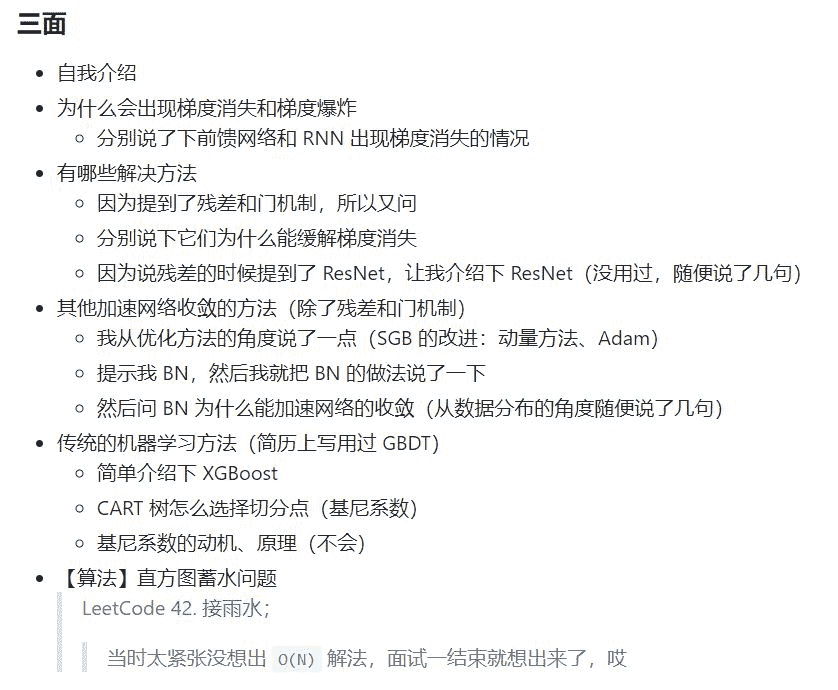 三面
自我介绍
为什么会出现梯度消失和梯度爆炸
分别说了下前馈网络和 RNN 出现梯度消失的情况
有哪些解决方法
因为提到了残差和门机制，所以又问
分别说下它们为什么能缓解梯度消失
因为说残差的时候提到了 ResNet，让我介绍下 ResNet（没用过，随便说了几句）
其他加速网络收敛的方法（除了残差和门机制）
我从优化方法的角度说了一点（SGB 的改进：动量方法、Adam）
提示我 BN，然后我就把 BN 的做法说了一下
然后问 BN 为什么能加速网络的收敛（从数据分布的角度随便说了几句）
传统的机器学习方法（简历上写用过 GBDT）
简单介绍下 XGBoost
CART 树怎么选择切分点（基尼系数）
基尼系数的动机、原理（不会）
【算法】直方图蓄水问题
LeetCode 42. 接雨水；
当时太紧张没想出 O(N) 解法，面试一结束就想出来了，哎